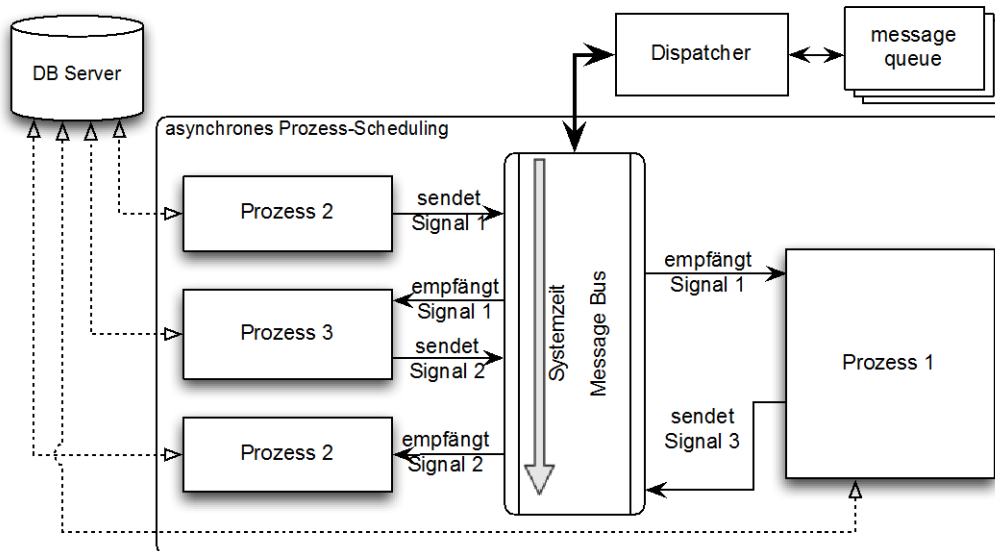 DB Server
Dispatcher
message
queue
asynchrones Prozess-Scheduling
Prozess 2
sendet
Signal 1
Prozess 3
empfängt
Signal 1
sendet
Signal 2
Prozess 2
empfängt
Signal 2
Systemzeit
Message Bus
empfängt
Signal 1
Prozess 1
sendet
Signal 3